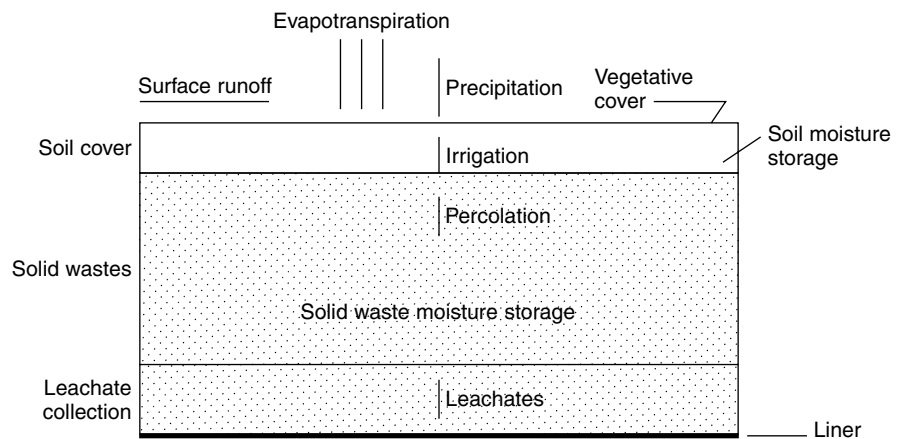 Evapotranspiration
Surface runoff
Precipitation
Vegetative
cover
Soil cover
Irrigation
Soil moisture
storage
Percolation
Solid wastes
Solid waste moisture storage
Leachate
collection
Leachates
Liner